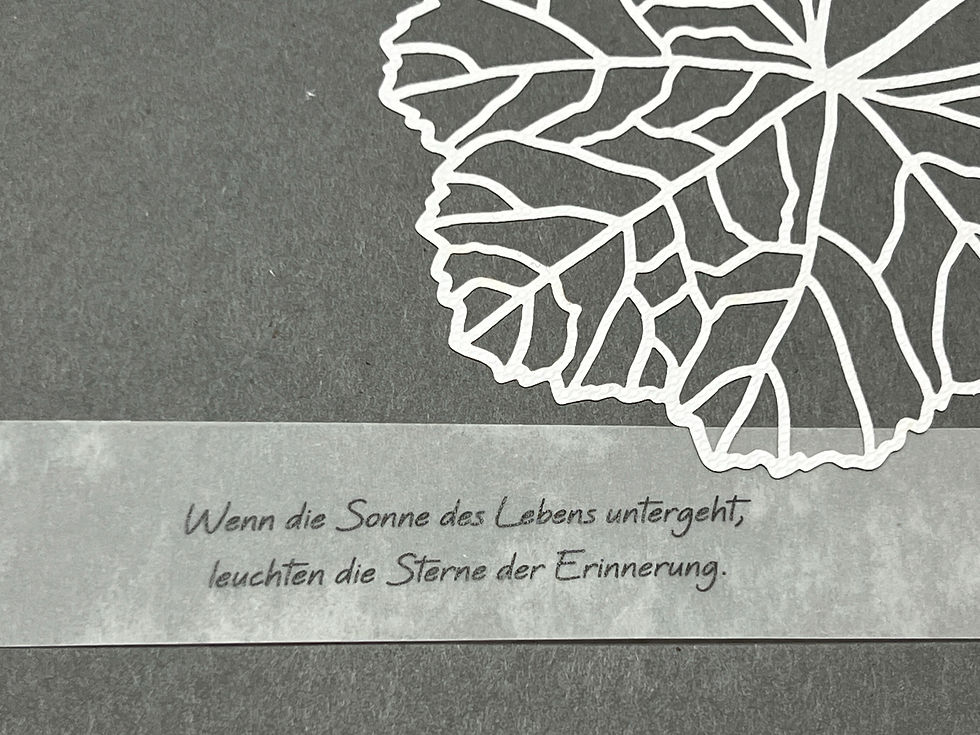 Wenn die Sonne des Lebens untergeht,
leuchten die Sterne der Erinnerung.